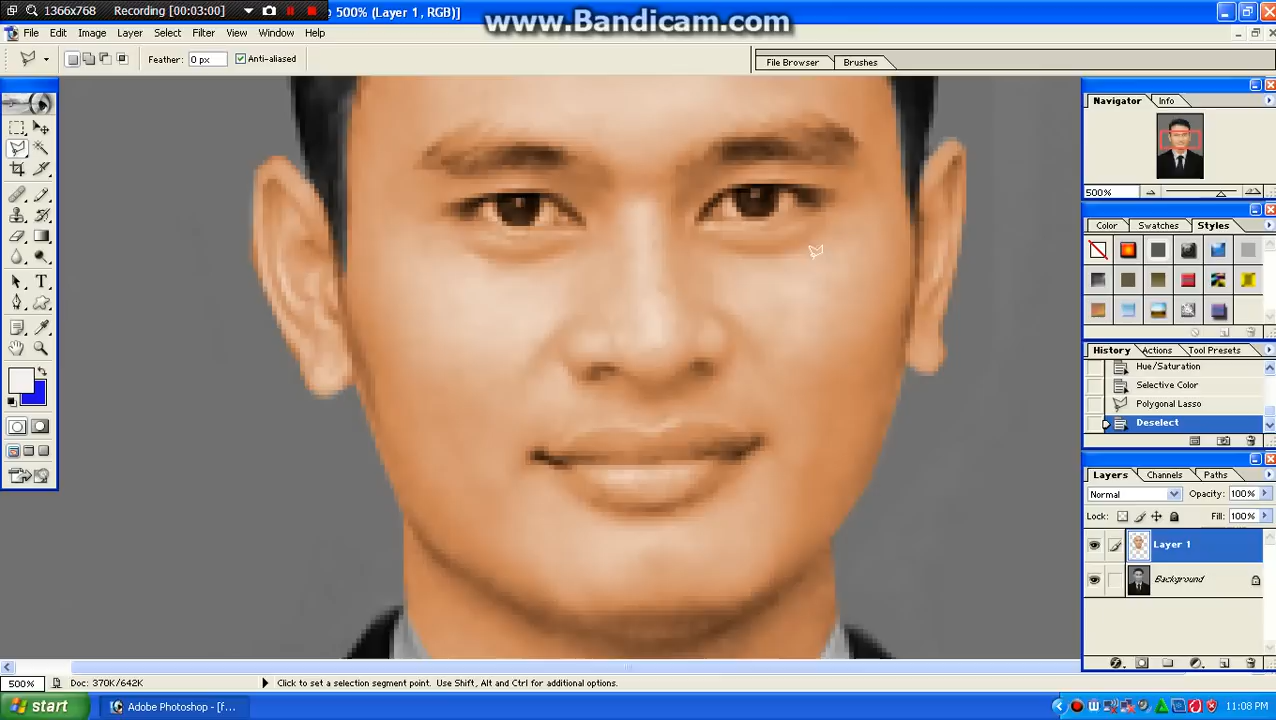 1366x768 Recording [00:03:00] 500% (Layer 1, RGB)]
www.Bandicam.com
File Edit Image Layer Select Filter View Window Help
Feather: 0 px Anti-aliased
File Browser Brushes
Navigator Info
500%
Color Swatches Styles
History Actions Tool Presets
Hue/Saturation
Selective Color
Polygonal Lasso
Deselect
Layers Channels Paths
Normal Opacity: 100%
Lock: Fill: 100%
Layer 1
Background
500% Doc: 370K/642K Click to set a selection segment point. Use Shift, Alt and Ctrl for additional options.
start Adobe Photoshop - [f... 11:08 PM